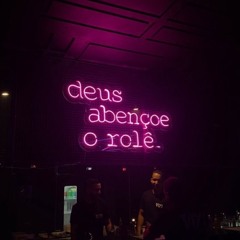 deus
abençoe
o rolê.